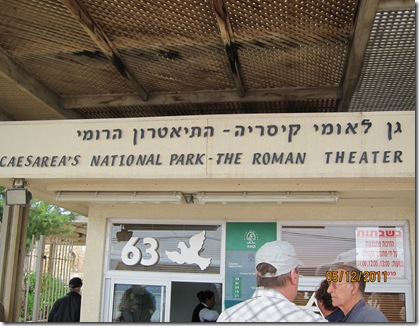 גן לאומי קיסריה - התיאטרון הרומי
CAESAREA'S NATIONAL PARK - THE ROMAN THEATER
63
בשבתות
05/12/2011